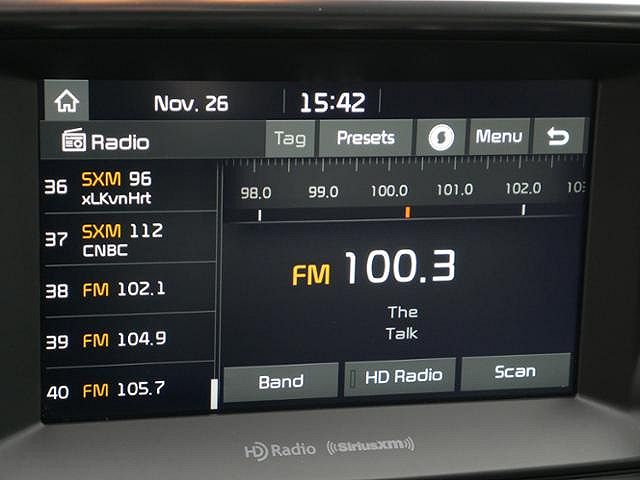 Nov. 26 15:42
Radio Tag Presets Menu
36 SXM 96
xLKvnHrt
37 SXM 112
CNBC
38 FM 102.1
39 FM 104.9
40 FM 105.7
98.0 99.0 100.0 101.0 102.0
FM 100.3
The
Talk
Band HD Radio Scan
HD Radio ((SiriusXM))